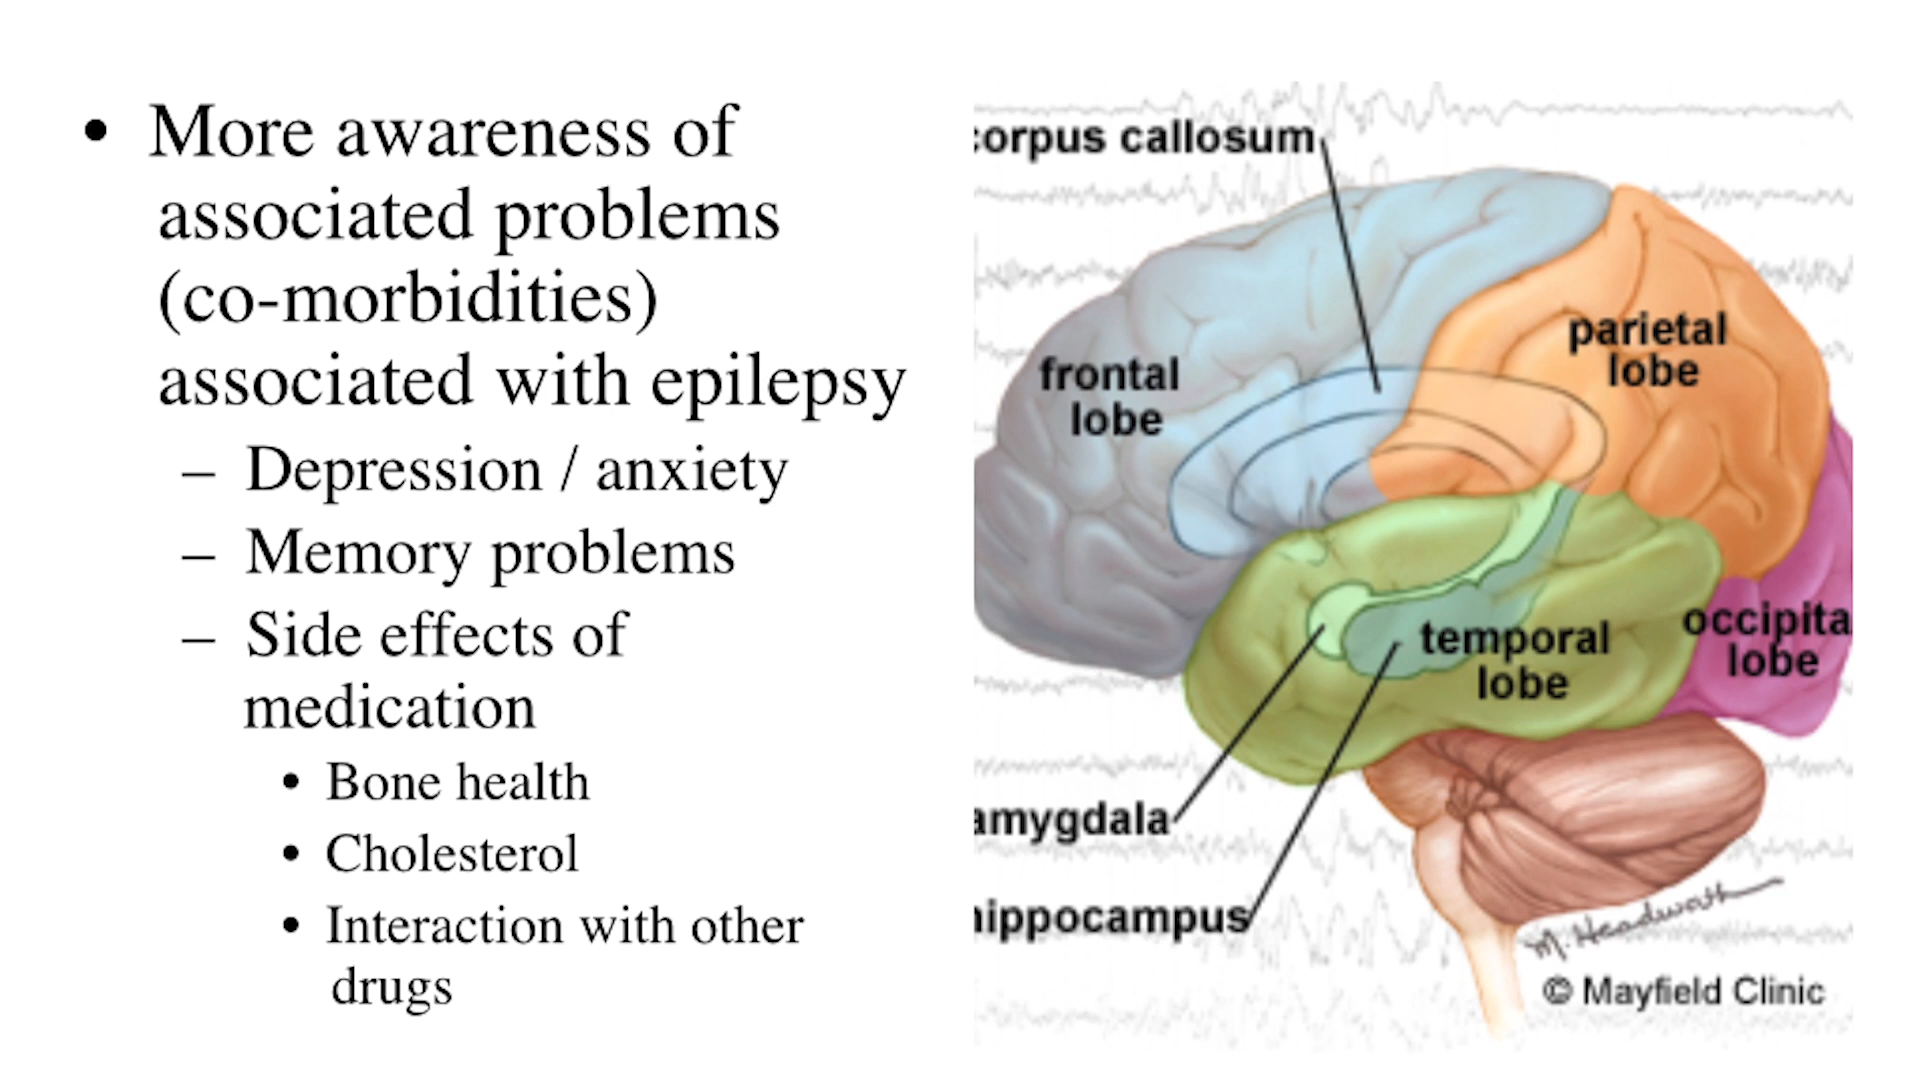 • More awareness of
associated problems
(co-morbidities)
associated with epilepsy
– Depression / anxiety
– Memory problems
– Side effects of
medication
• Bone health
• Cholesterol
• Interaction with other
drugs
corpus callosum
frontal
lobe
parietal
lobe
temporal
lobe
occipita
lobe
amygdala
hippocampus
M. Headworth
© Mayfield Clinic